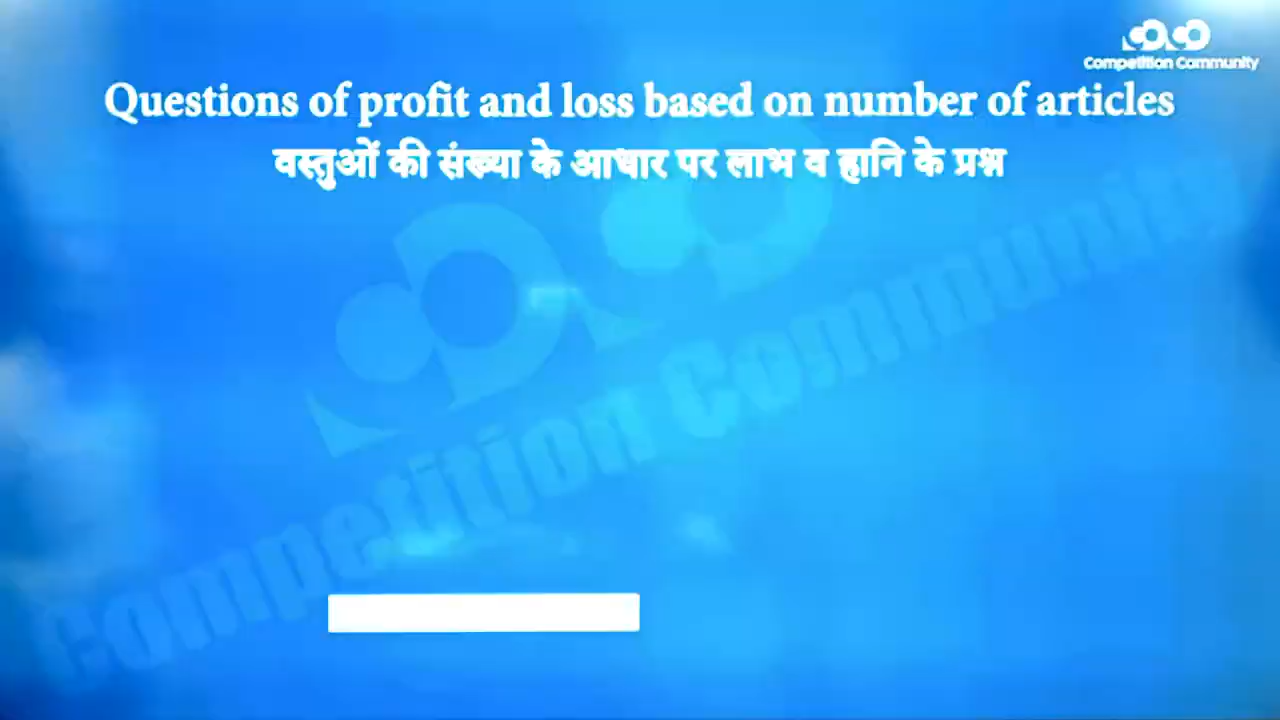 Competition Community
Questions of profit and loss based on number of articles
वस्तुओं की संख्या के आधार पर लाभ व हानि के प्रश्न
Competition Community